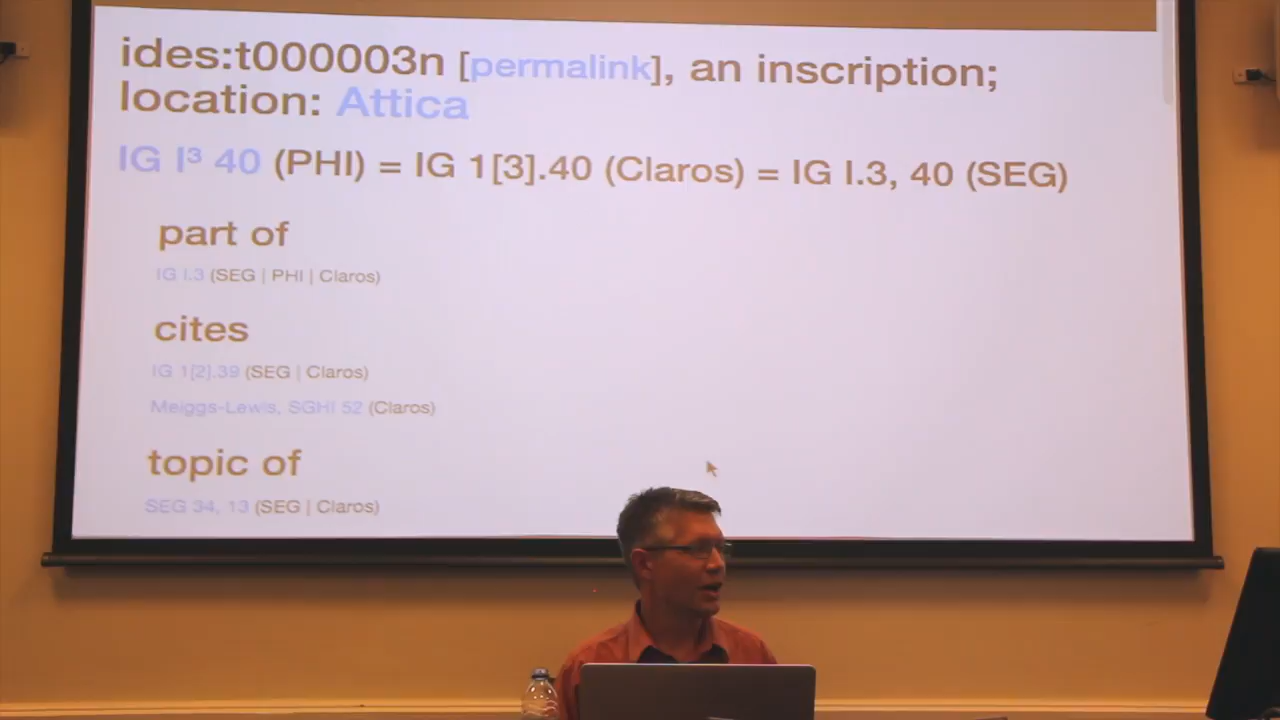 ides:t000003n [permalink], an inscription;
location: Attica
IG I³ 40 (PHI) = IG 1[3].40 (Claros) = IG I.3, 40 (SEG)
part of
IG I.3 (SEG | PHI | Claros)
cites
IG 1[2].39 (SEG | Claros)
Meiggs-Lewis, SGHI 52 (Claros)
topic of
SEG 34, 13 (SEG | Claros)